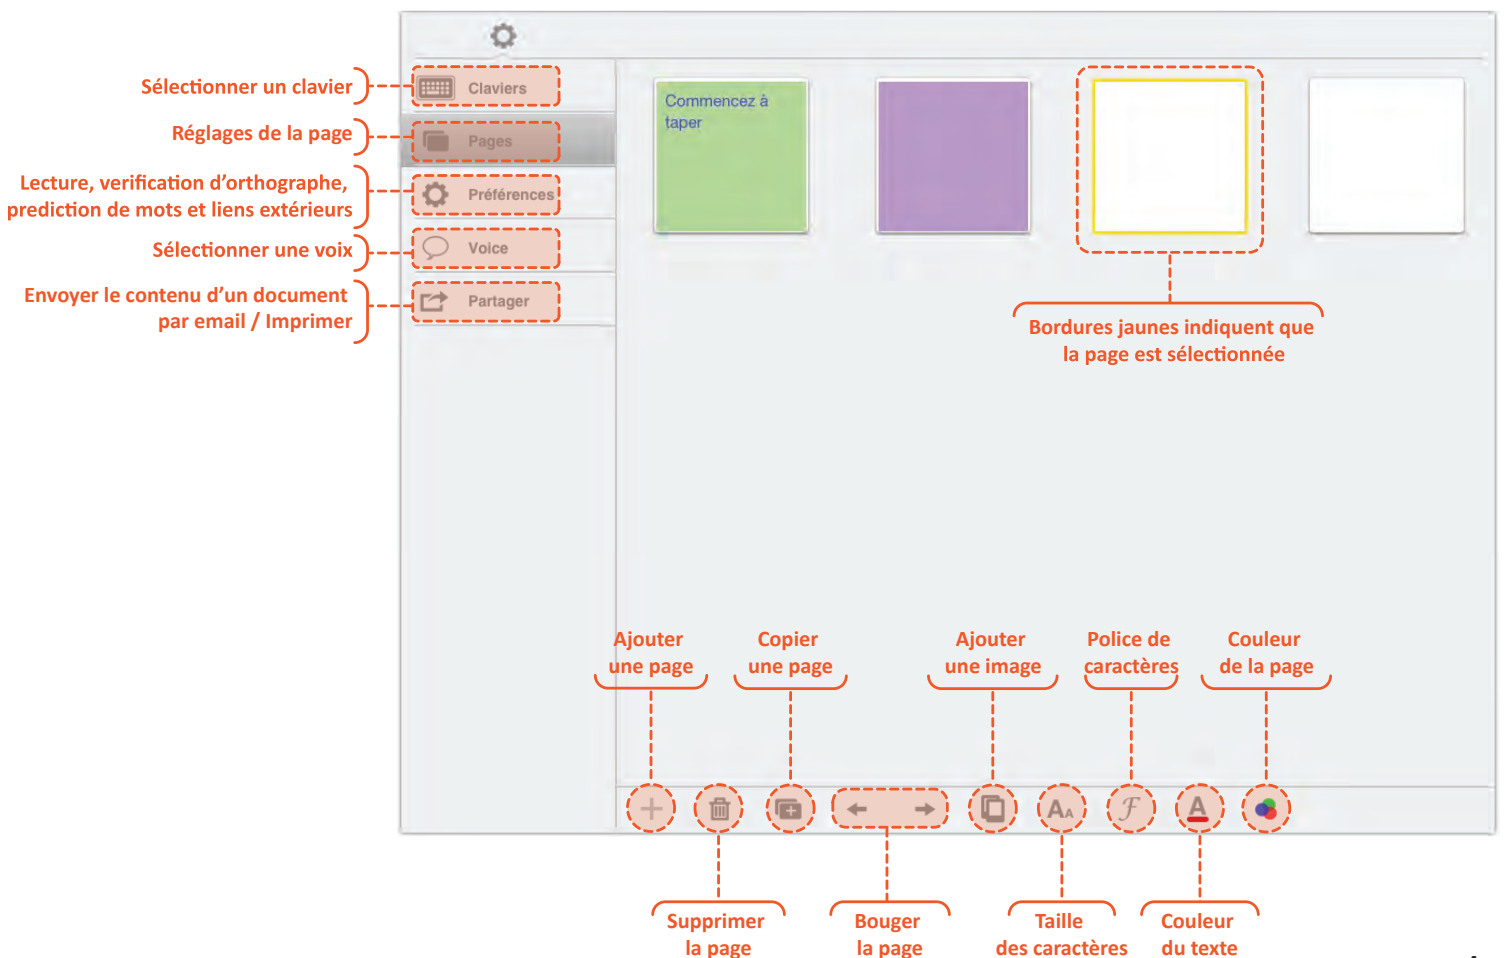 Sélectionner un clavier
Réglages de la page
Lecture, verification d’orthographe,
prediction de mots et liens extérieurs
Sélectionner une voix
Envoyer le contenu d’un document
par email / Imprimer
Claviers
Pages
Préférences
Voice
Partager
Commencez à
taper
Bordures jaunes indiquent que
la page est sélectionnée
Ajouter
une page
Copier
une page
Ajouter
une image
Police de
caractères
Couleur
de la page
Supprimer
la page
Bouger
la page
Taille
des caractères
Couleur
du texte